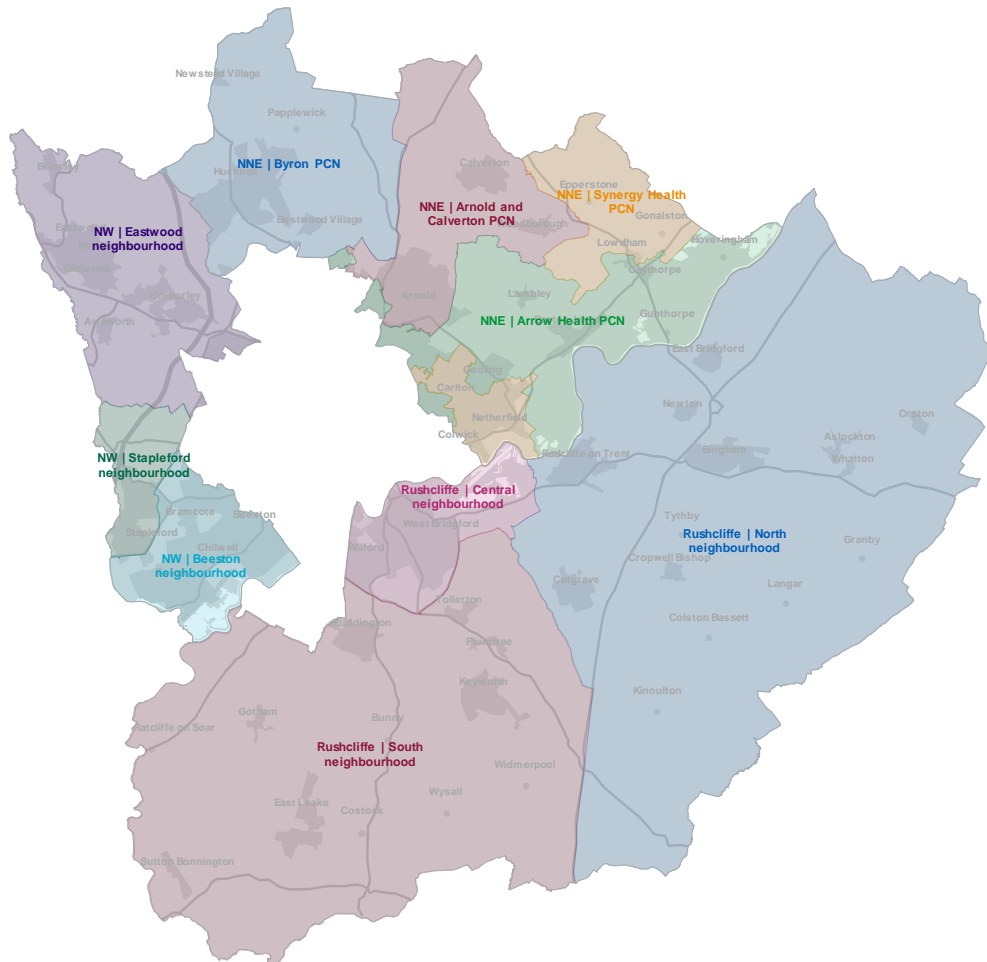 Newstead Village
Papplewick
NNE | Byron PCN
Hucknall
Bestwood Village
Calverton
NNE | Arnold and
Calverton PCN
Epperstone
NNE | Synergy Health
PCN
Gonalston
Lowdham
Hoveringham
Caythorpe
NW | Eastwood
neighbourhood
Kimberley
Awsworth
Arnold
Lambley
Gunthorpe
NNE | Arrow Health PCN
East Bridgford
Gedling
Carlton
Netherfield
Colwick
Newton
Orston
Aslockton
Whatton
Bingham
Radcliffe on Trent
NW | Stapleford
neighbourhood
Rushcliffe | Central
neighbourhood
Bramcote
Beeston
Stapleford
Chilwell
NW | Beeston
neighbourhood
West Bridgford
Wilford
Tythby
Rushcliffe | North
neighbourhood
Granby
Cropwell Bishop
Cotgrave
Langar
Tollerton
Colston Bassett
Ruddington
Plumtree
Keyworth
Kinoulton
Gotham
Bunny
Ratcliffe on Soar
Rushcliffe | South
neighbourhood
Widmerpool
Wysall
East Leake
Costock
Sutton Bonnington